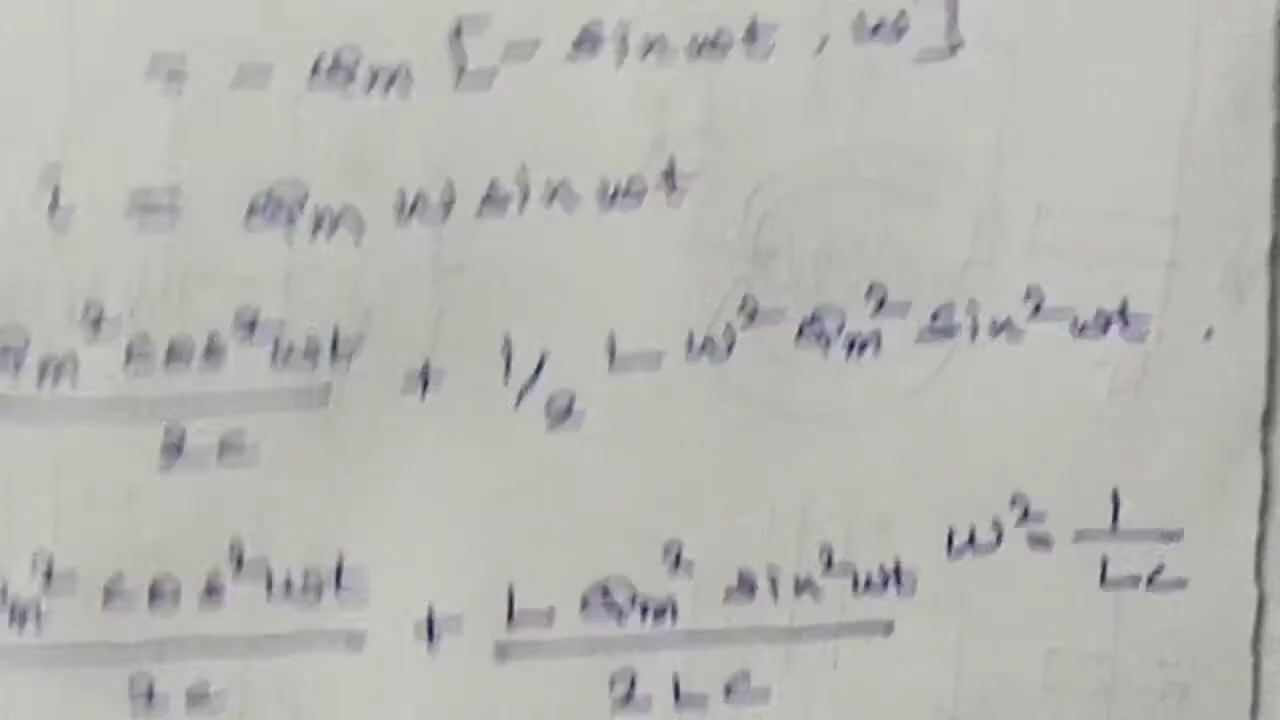 = Qm [- sin ωt . ω]
i = Qm ω sin ωt
Qm² cos² ωt / 2C + 1/2 L ω² Qm² sin² ωt .
m² cos² ωt / 2C + L Qm² sin² ωt / 2LC ω² = 1/LC